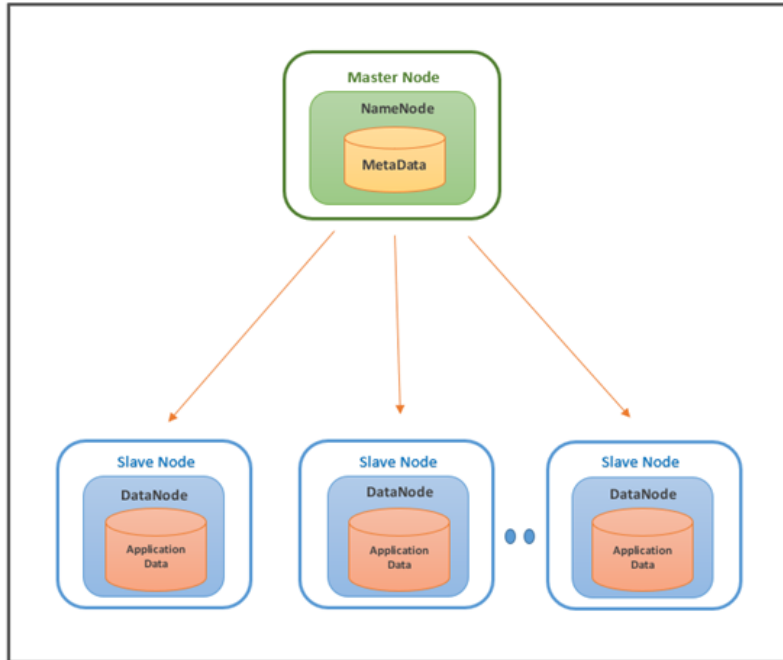 Master Node
NameNode
MetaData
Slave Node
DataNode
Application
Data
Slave Node
DataNode
Application
Data
Slave Node
DataNode
Application
Data